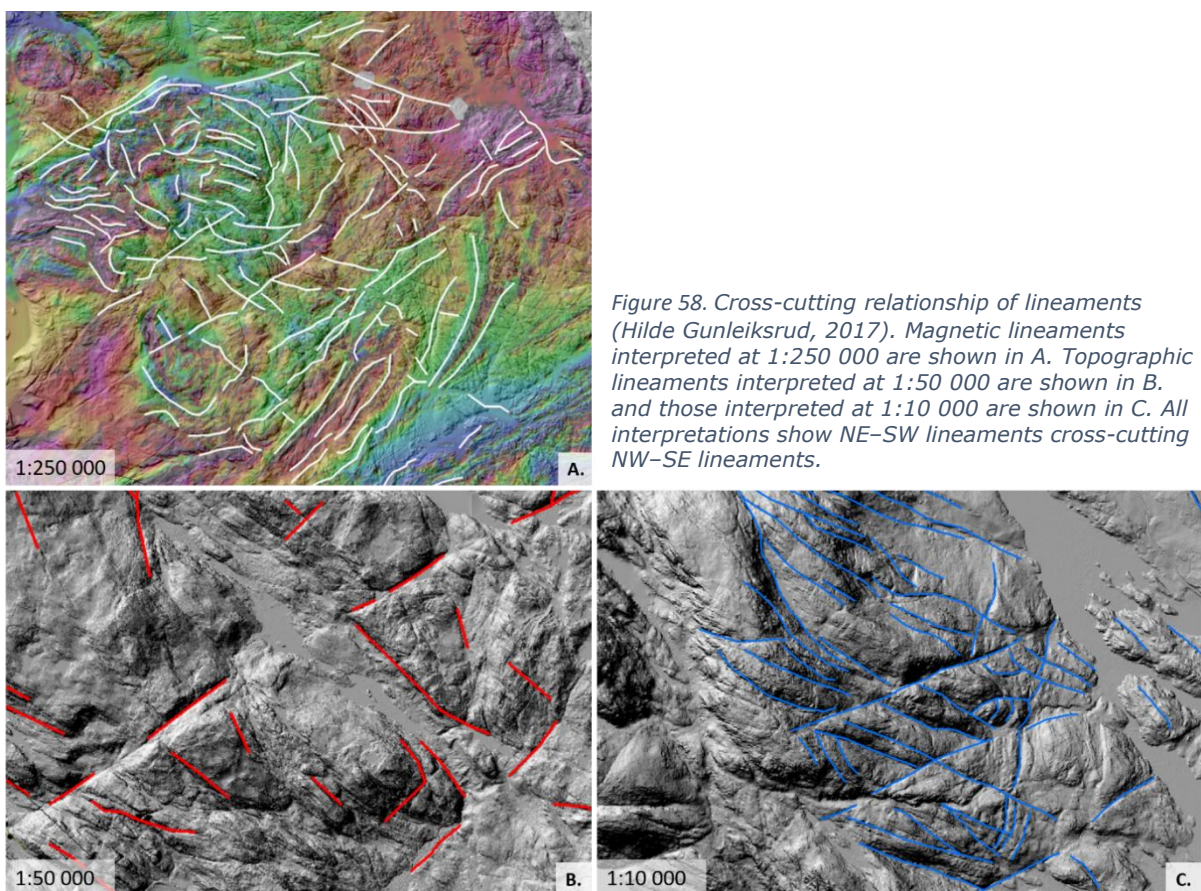 1:250 000
A.
Figure 58. Cross-cutting relationship of lineaments
(Hilde Gunleiksrud, 2017). Magnetic lineaments
interpreted at 1:250 000 are shown in A. Topographic
lineaments interpreted at 1:50 000 are shown in B.
and those interpreted at 1:10 000 are shown in C. All
interpretations show NE–SW lineaments cross-cutting
NW–SE lineaments.
1:50 000
B.
1:10 000
C.